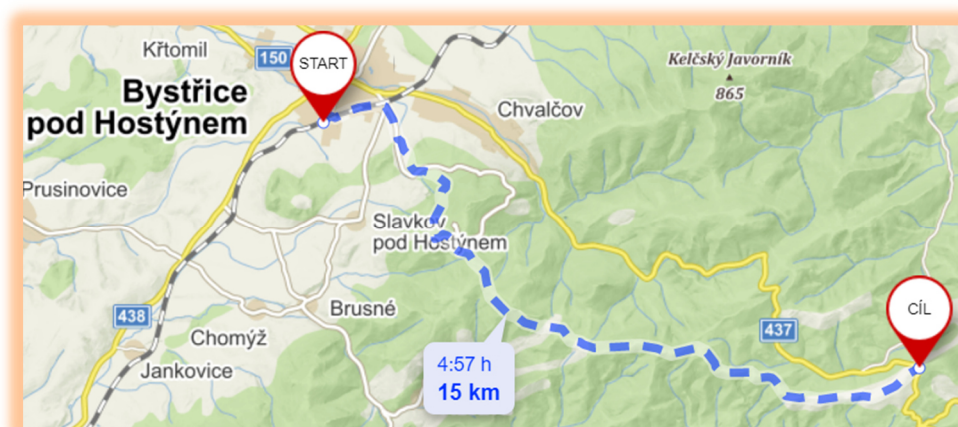 Křtomil
150
START
Kelčský Javorník
865
Bystřice
pod Hostýnem
Chvalčov
Prusinovice
Slavkov
pod Hostýnem
Brusné
CÍL
438
437
Chomýž
Jankovice
4:57 h
15 km